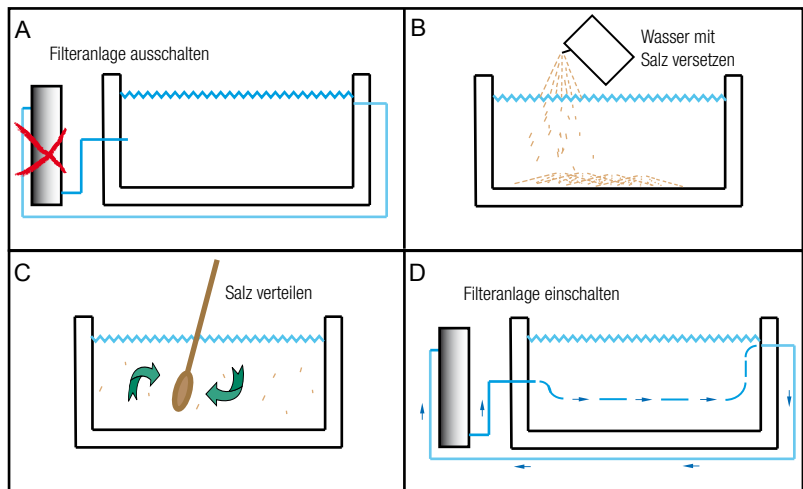 A
Filteranlage ausschalten
B
Wasser mit
Salz versetzen
C
Salz verteilen
D
Filteranlage einschalten